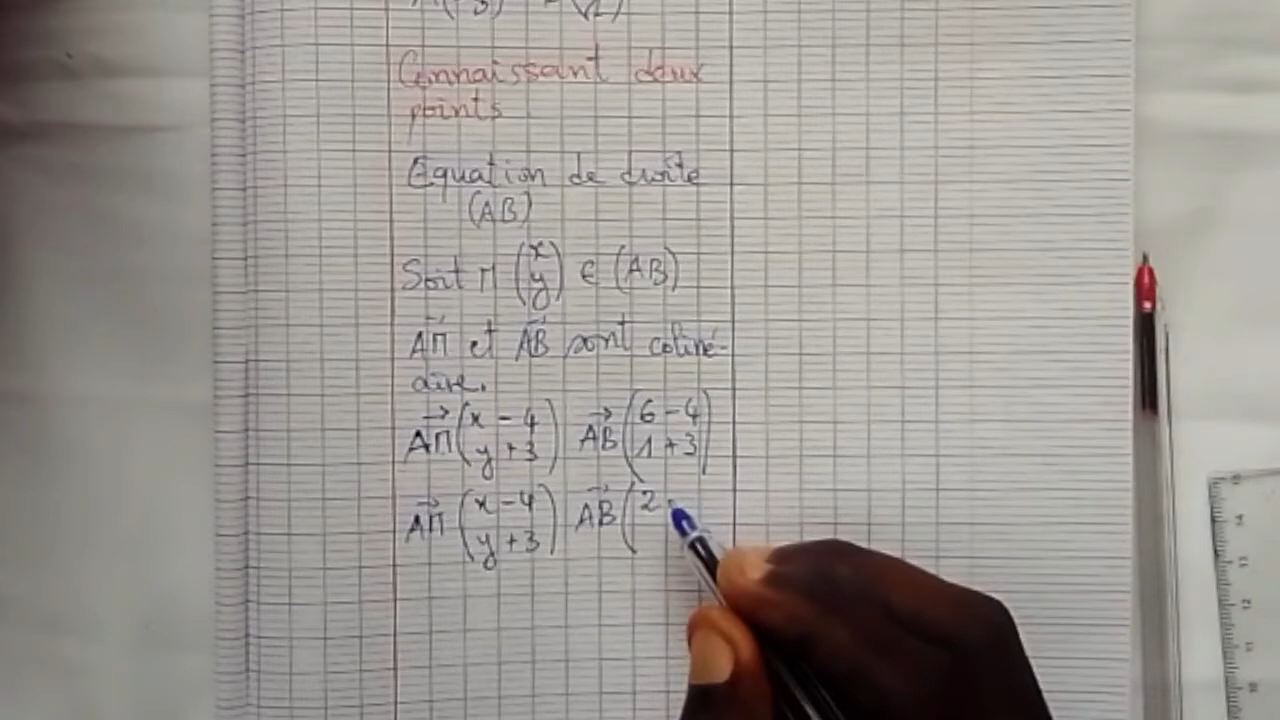 Connaissant deux
points
Equation de droite
(AB)
Soit M (x y) ∈ (AB)
AM et AB sont coliné-
aire.
AM (x - 4 y + 3) AB (6 - 4 1 + 3)
AM (x - 4 y + 3) AB (2